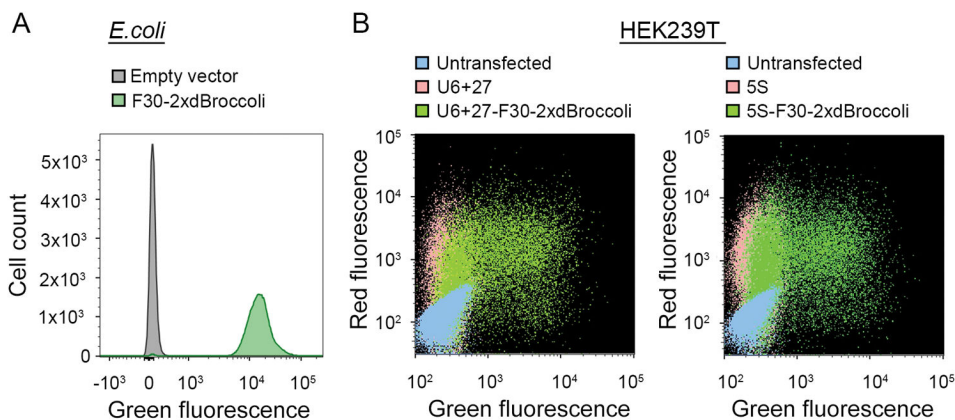 A
E.coli
Empty vector
F30-2xdBroccoli
Cell count
5x10³
4x10³
3x10³
2x10³
1x10³
0
-10³ 0 10³ 10⁴ 10⁵
Green fluorescence
B
HEK239T
Untransfected
U6+27
U6+27-F30-2xdBroccoli
Red fluorescence
10⁵
10⁴
10³
10²
10² 10³ 10⁴ 10⁵
Green fluorescence
Untransfected
5S
5S-F30-2xdBroccoli
Red fluorescence
10⁵
10⁴
10³
10²
10² 10³ 10⁴ 10⁵
Green fluorescence